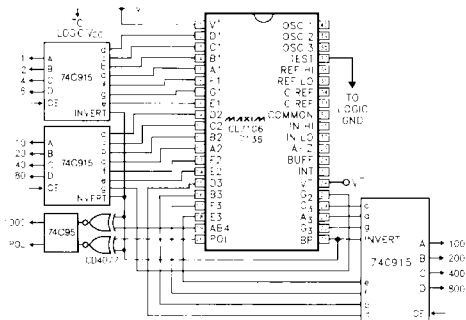 TO
LOGIC Vcc
74C915
1
2
4
A
B
C
D
OE
INVERT
74C915
20
40
80
A
B
C
D
OE
INVERT
74C95
POL
CD4077
V+
D1
C1
B1
A1
F1
G1
E1
D2
C2
B2
A2
F2
E2
D3
B3
F3
E3
AB4
POL
MAXIM
OSC 1
OSC 2
OSC 3
TEST
REF HI
REF LO
C REF
C REF
COMMON
IN HI
IN LO
A-Z
BUFF
INT
V-
G2
C3
A3
G3
BP
TO
LOGIC
GND
INVERT
74C915
A
B
C
D
OE
100
200
400
800